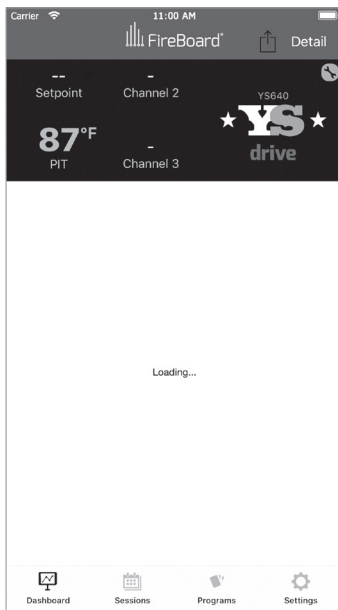 Carrier 11:00 AM
FireBoard® Detail
-- -
Setpoint Channel 2
YS640
YS
drive
87°F
PIT
-
Channel 3
Loading...
Dashboard Sessions Programs Settings